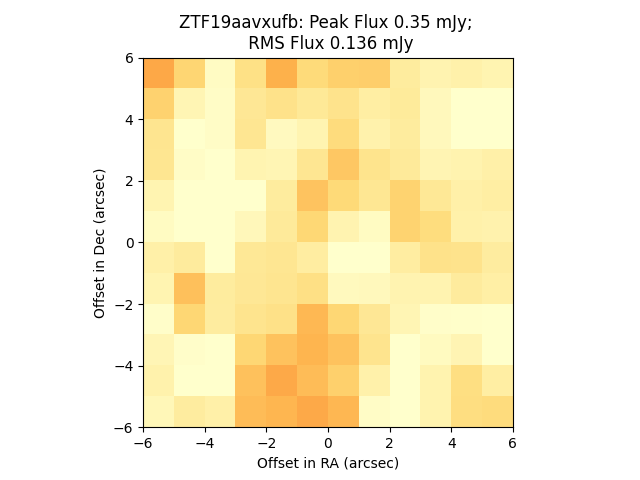 ZTF19aavxufb: Peak Flux 0.35 mJy;
RMS Flux 0.136 mJy
6
4
2
0
−2
−4
−6
Offset in Dec (arcsec)
−6 −4 −2 0 2 4 6
Offset in RA (arcsec)